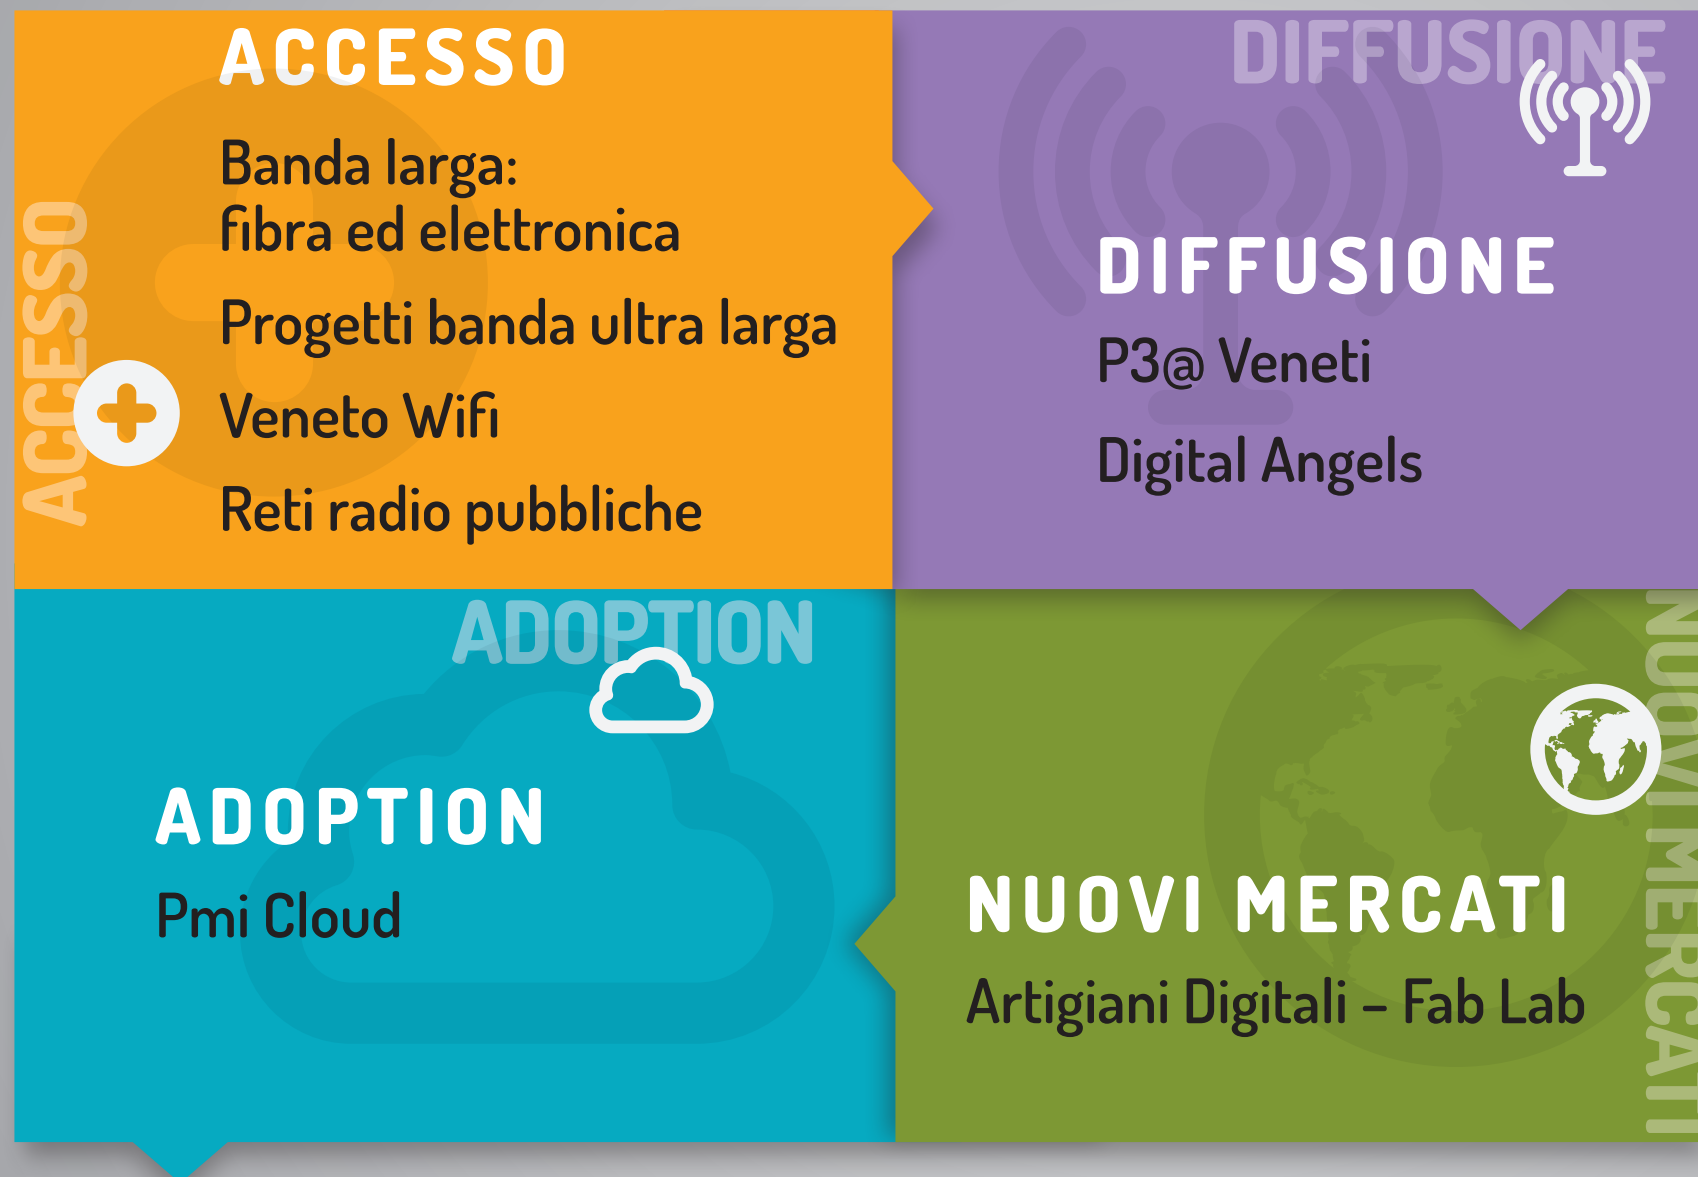 ACCESSO
Banda larga:
fibra ed elettronica
Progetti banda ultra larga
Veneto Wifi
Reti radio pubbliche
ACCESSO
DIFFUSIONE
DIFFUSIONE
P3@ Veneti
Digital Angels
ADOPTION
ADOPTION
Pmi Cloud
NUOVI MERCATI
Artigiani Digitali – Fab Lab
NUOVI MERCATI